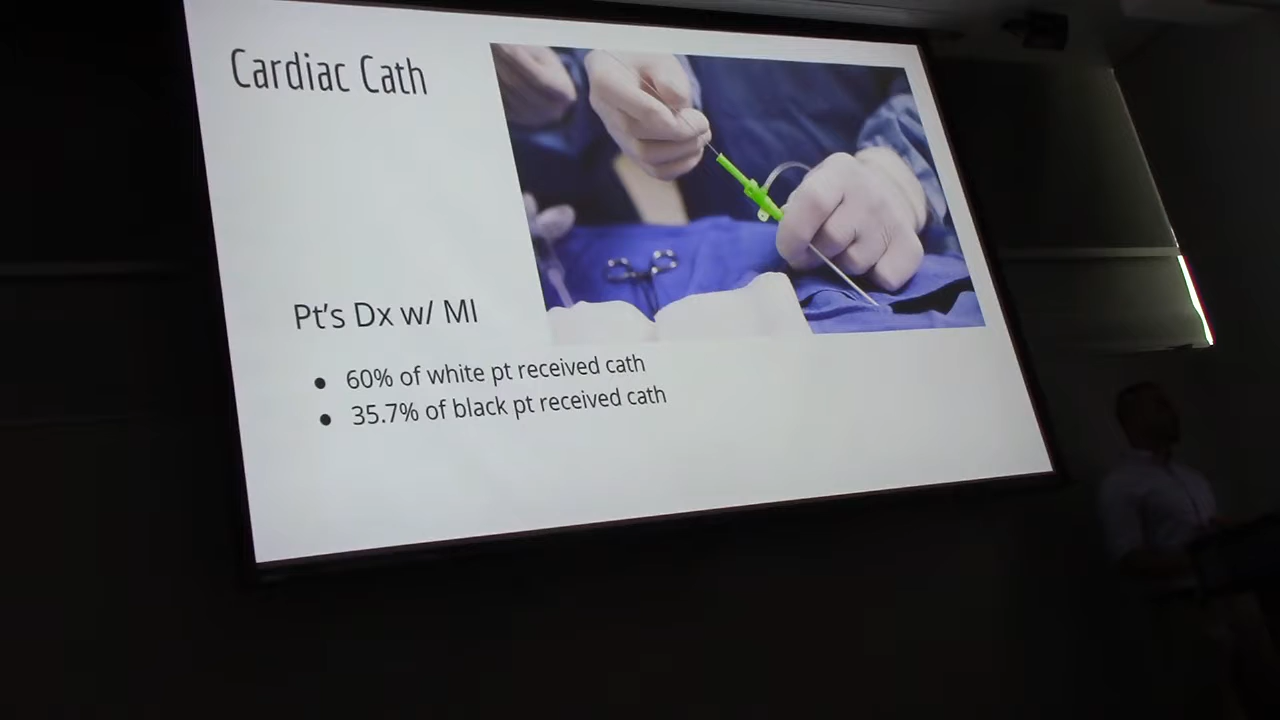 Cardiac Cath
Pt's Dx w/ MI
● 60% of white pt received cath
● 35.7% of black pt received cath